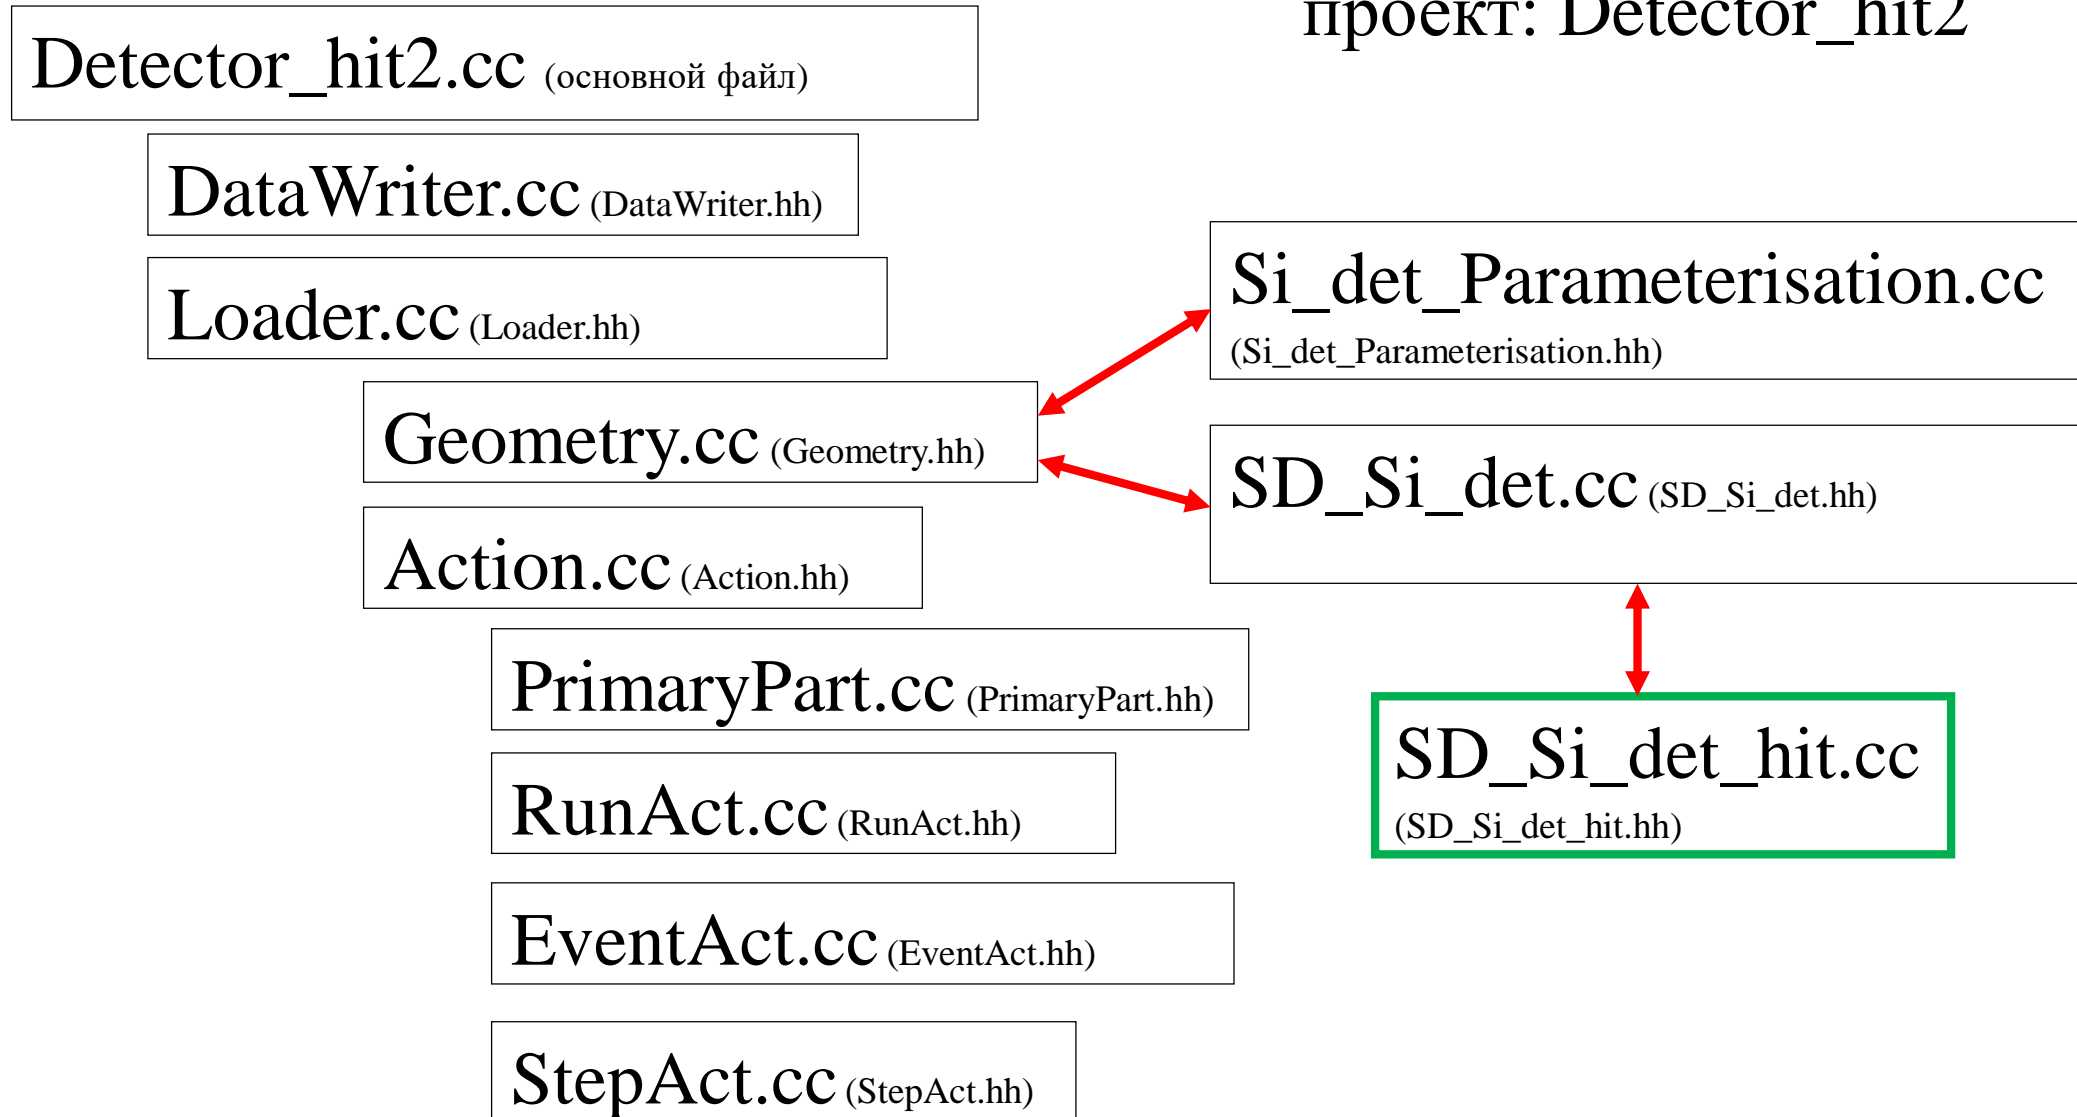 проект: Detector_hit2
Detector_hit2.cc (основной файл)
DataWriter.cc (DataWriter.hh)
Loader.cc (Loader.hh)
Geometry.cc (Geometry.hh)
Action.cc (Action.hh)
PrimaryPart.cc (PrimaryPart.hh)
RunAct.cc (RunAct.hh)
EventAct.cc (EventAct.hh)
StepAct.cc (StepAct.hh)
Si_det_Parameterisation.cc
(Si_det_Parameterisation.hh)
SD_Si_det.cc (SD_Si_det.hh)
SD_Si_det_hit.cc
(SD_Si_det_hit.hh)